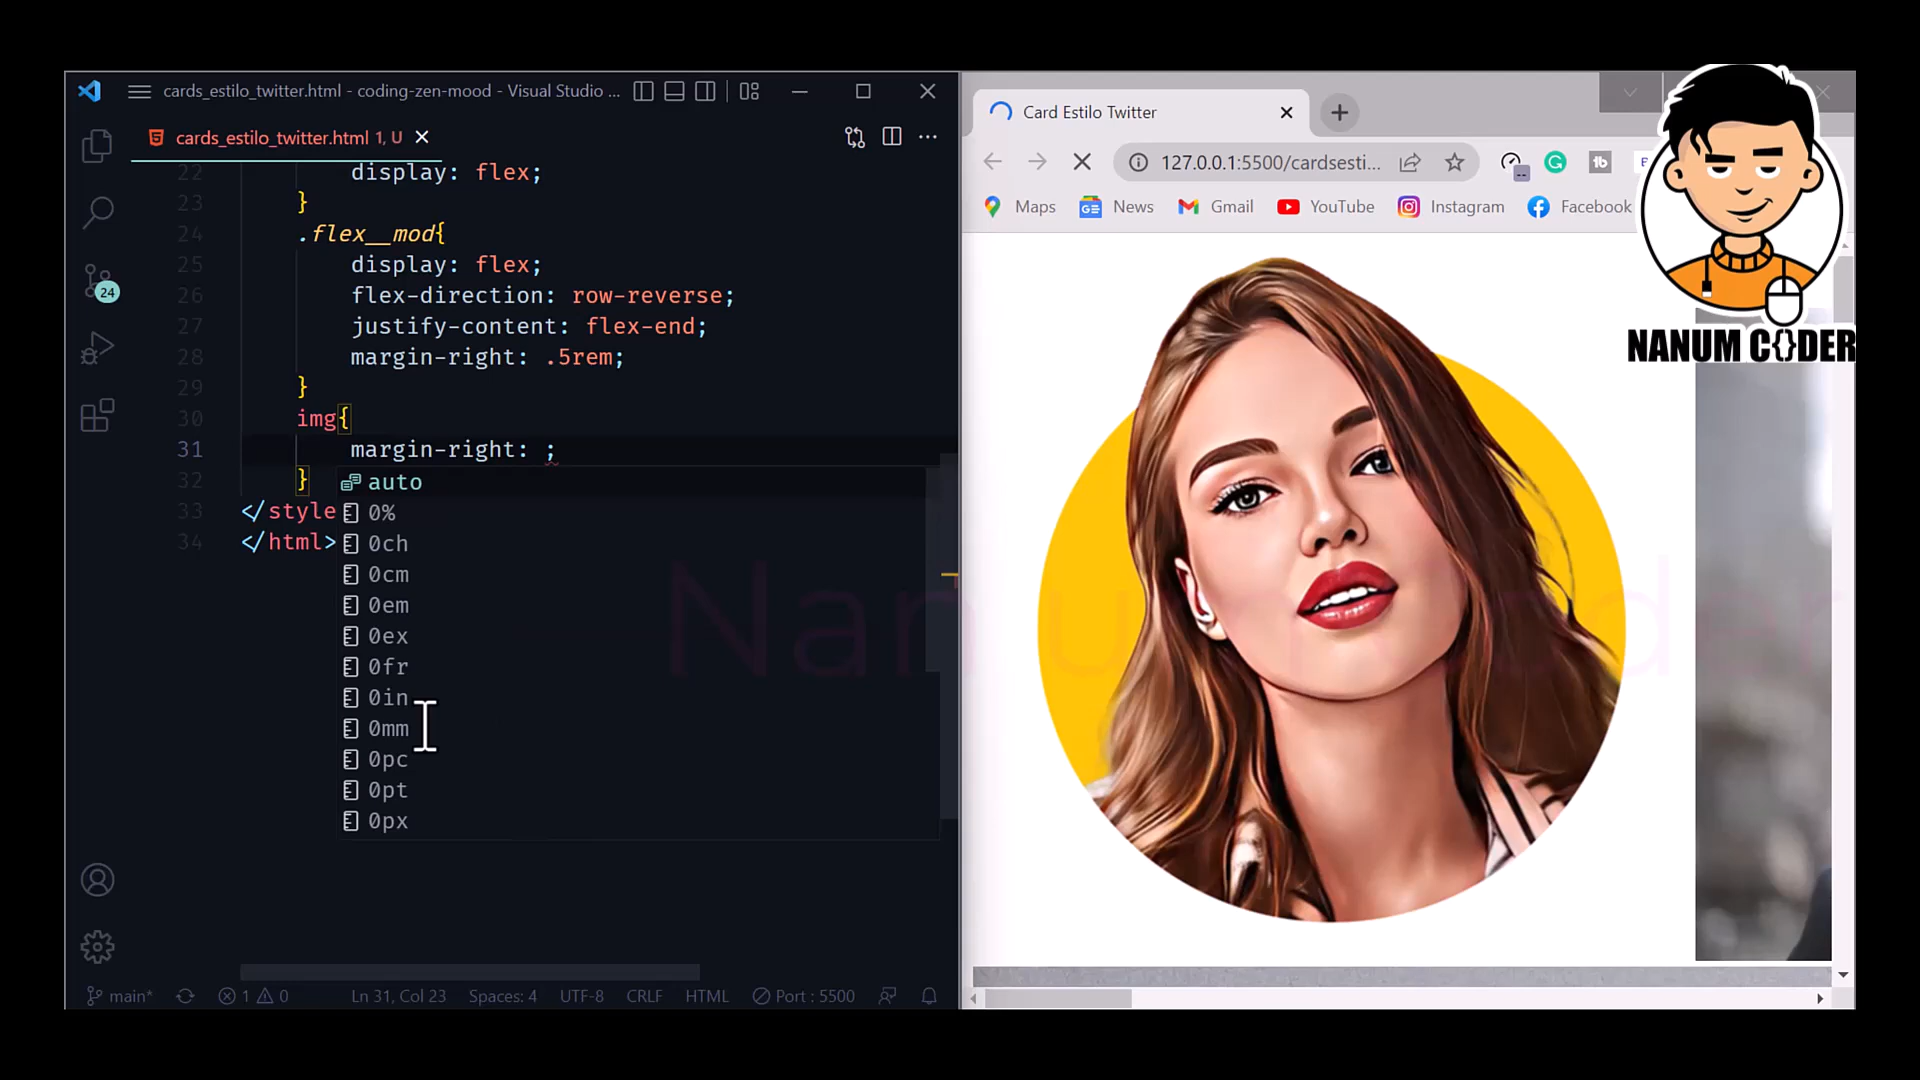 cards_estilo_twitter.html - coding-zen-mood - Visual Studio ...
cards_estilo_twitter.html 1, U
22 display: flex;
23 }
24 .flex__mod{
25 display: flex;
26 flex-direction: row-reverse;
27 justify-content: flex-end;
28 margin-right: .5rem;
29 }
30 img{
31 margin-right: ;
32 }
33 </style
34 </html>
auto
0%
0ch
0cm
0em
0ex
0fr
0in
0mm
0pc
0pt
0px
24
main* 1 0 Ln 31, Col 23 Spaces: 4 UTF-8 CRLF HTML Port : 5500
Card Estilo Twitter
127.0.0.1:5500/cardsesti...
Maps News Gmail YouTube Instagram Facebook
NANUM C{}DER
Nanum Coder